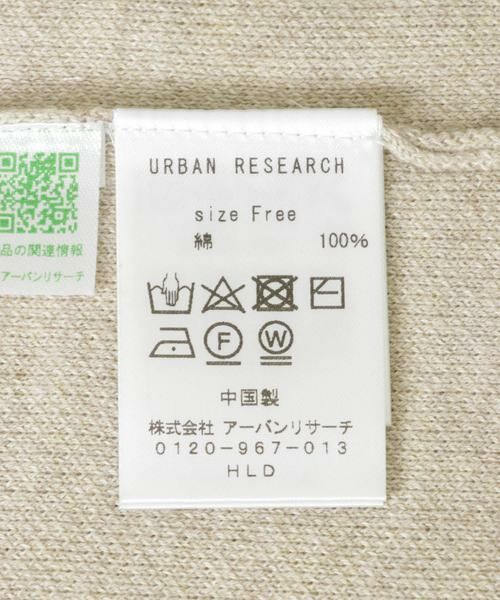 URBAN RESEARCH
size Free
綿 100%
F W
中国製
株式会社 アーバンリサーチ
0120-967-013
HLD
品の関連情報
アーバンリサーチ